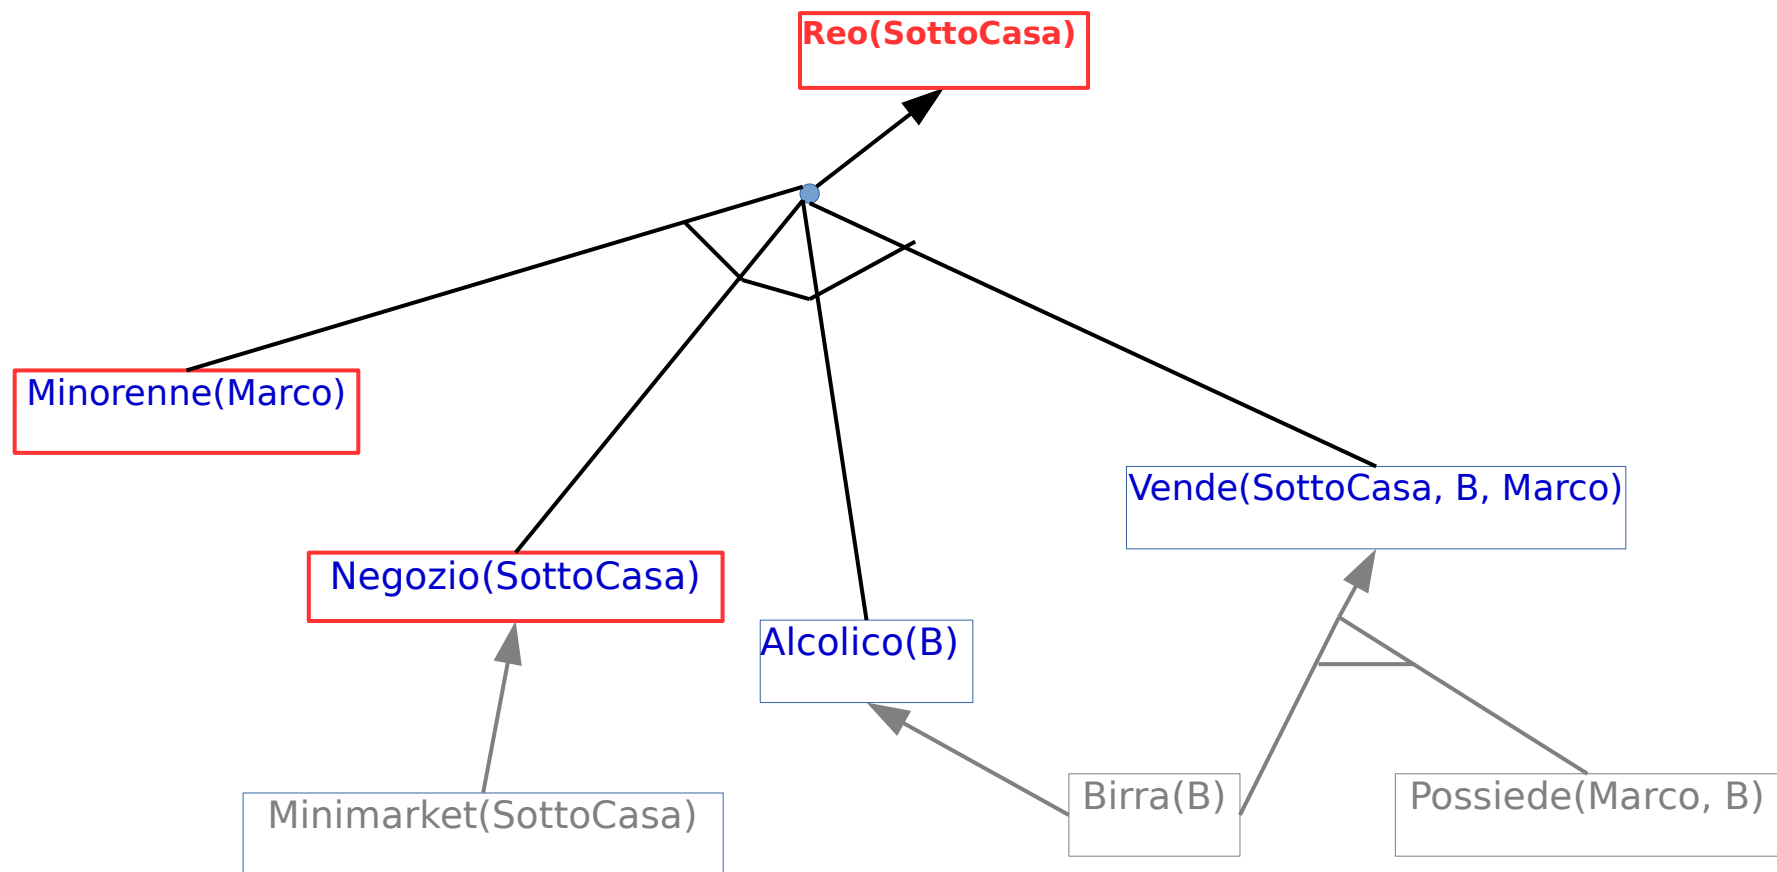 Reo(SottoCasa)
Minorenne(Marco)
Vende(SottoCasa, B, Marco)
Negozio(SottoCasa)
Alcolico(B)
Birra(B)
Possiede(Marco, B)
Minimarket(SottoCasa)